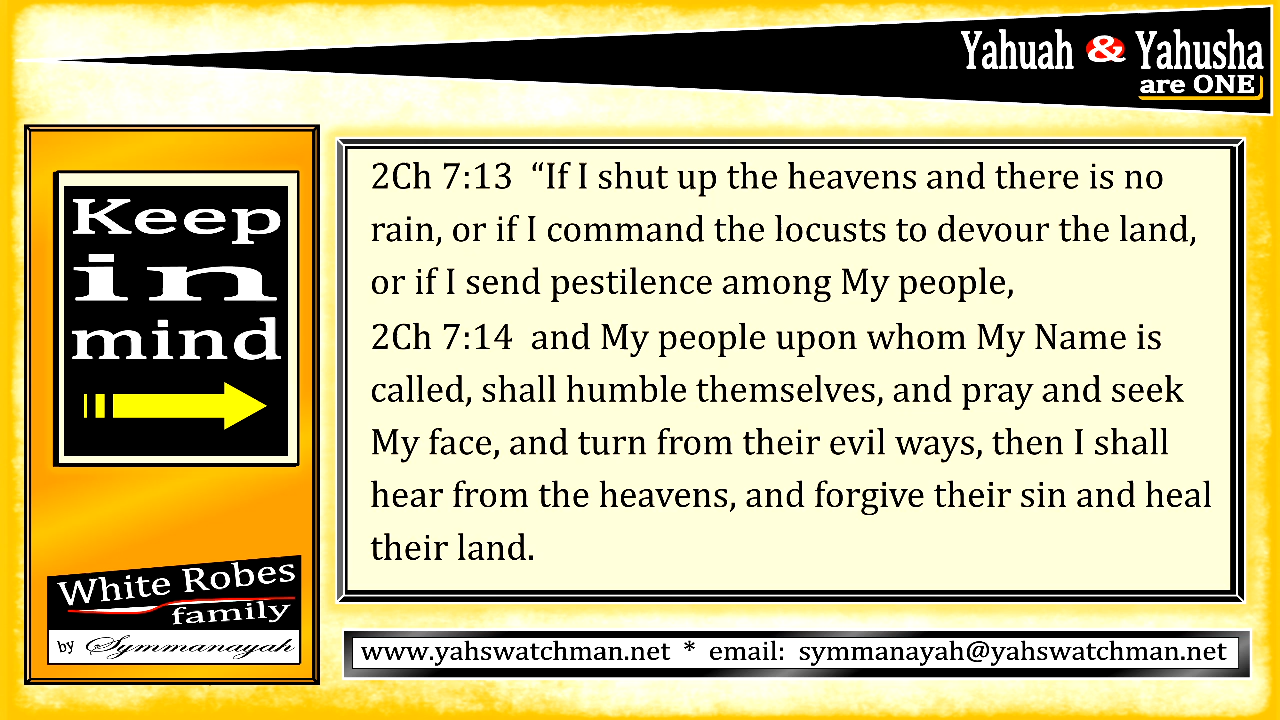 Yahuah & Yahusha
are ONE
Keep
in
mind
2Ch 7:13 “If I shut up the heavens and there is no
rain, or if I command the locusts to devour the land,
or if I send pestilence among My people,
2Ch 7:14 and My people upon whom My Name is
called, shall humble themselves, and pray and seek
My face, and turn from their evil ways, then I shall
hear from the heavens, and forgive their sin and heal
their land.
White Robes
family
by Symmanayah
www.yahswatchman.net * email: symmanayah@yahswatchman.net